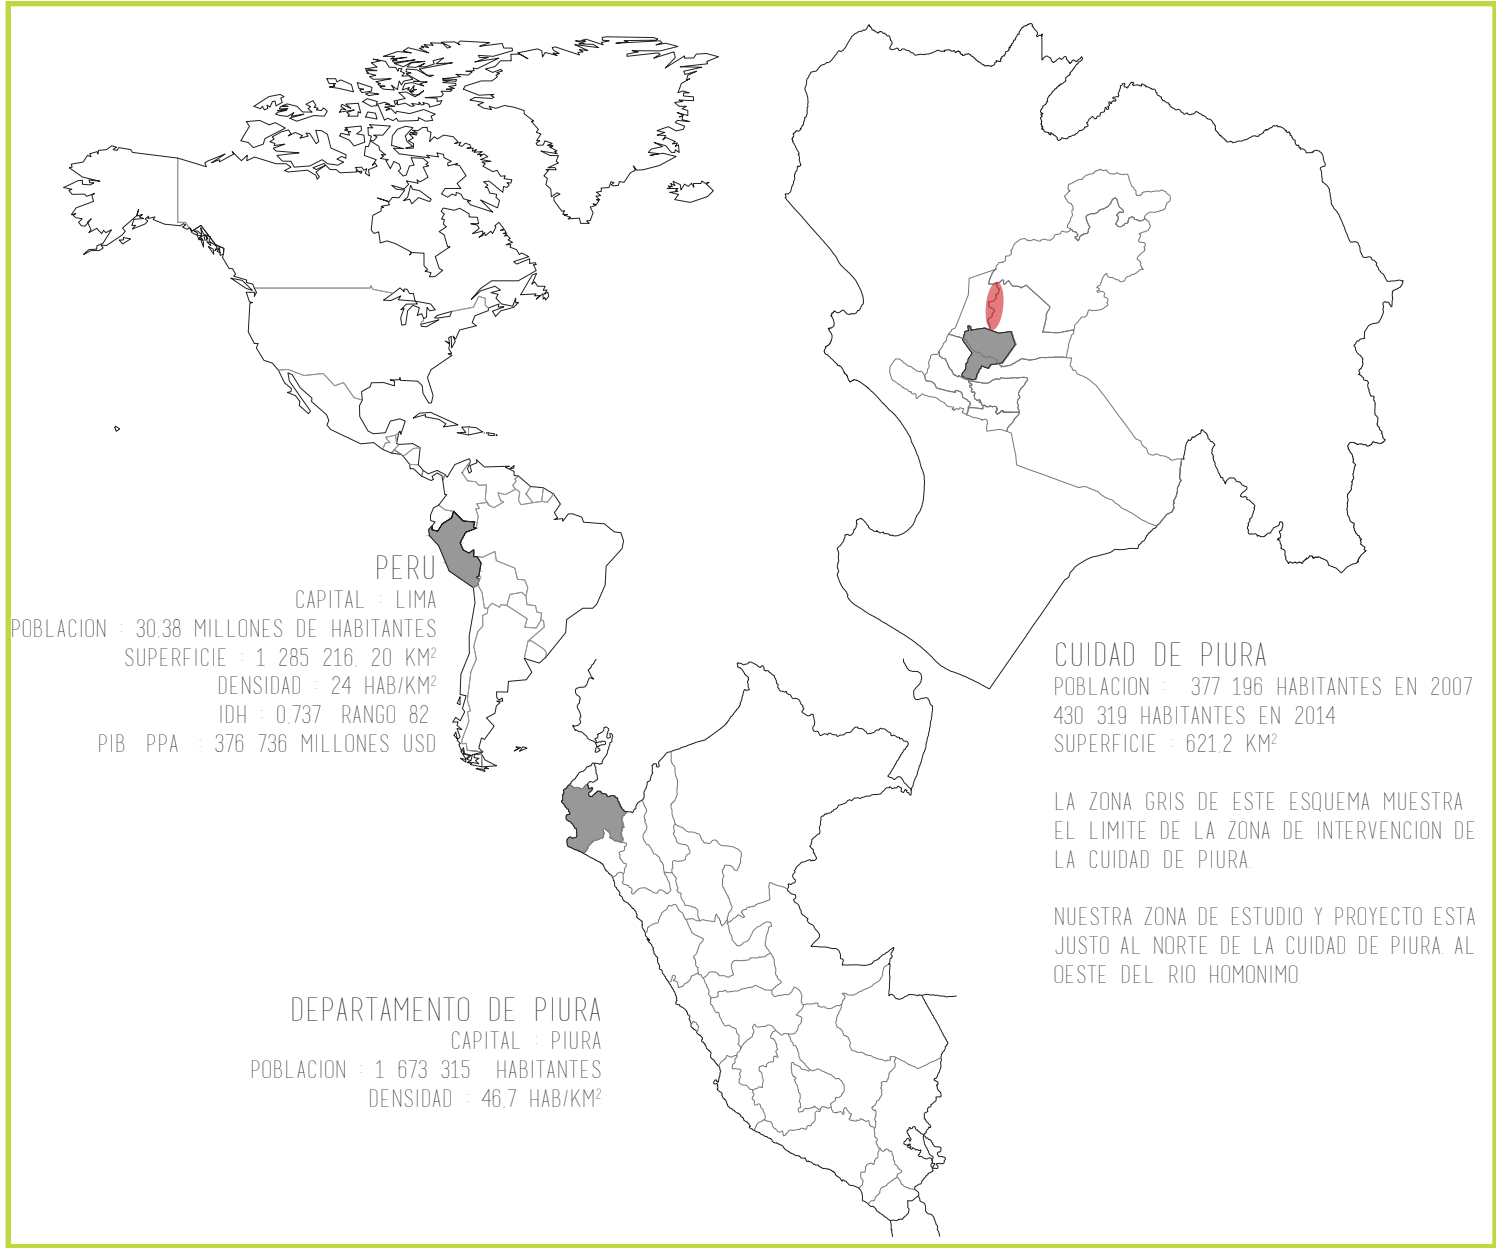 PERU
CAPITAL : LIMA
POBLACION : 30,38 MILLONES DE HABITANTES
SUPERFICIE : 1 285 216, 20 KM²
DENSIDAD : 24 HAB/KM²
IDH : 0,737 RANGO 82
PIB PPA : 376 736 MILLONES USD
CUIDAD DE PIURA
POBLACION : 377 196 HABITANTES EN 2007
430 319 HABITANTES EN 2014
SUPERFICIE : 621,2 KM²
LA ZONA GRIS DE ESTE ESQUEMA MUESTRA
EL LIMITE DE LA ZONA DE INTERVENCION DE
LA CUIDAD DE PIURA.
NUESTRA ZONA DE ESTUDIO Y PROYECTO ESTA
JUSTO AL NORTE DE LA CUIDAD DE PIURA. AL
OESTE DEL RIO HOMONIMO.
DEPARTAMENTO DE PIURA
CAPITAL : PIURA
POBLACION : 1 673 315 HABITANTES
DENSIDAD : 46,7 HAB/KM²